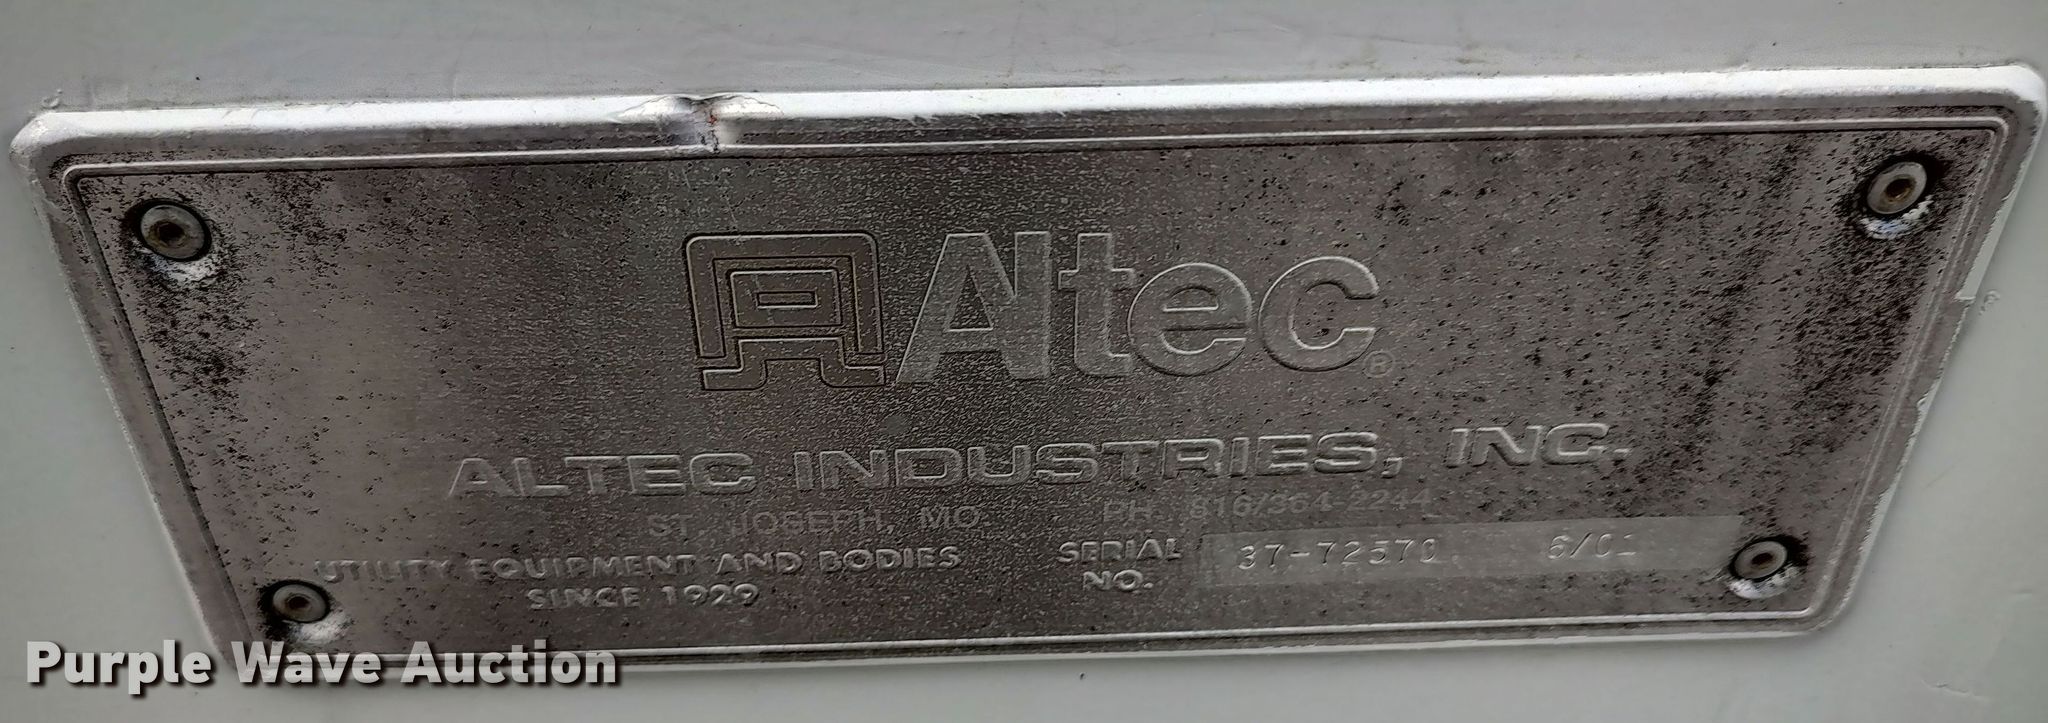 Altec®
ALTEC INDUSTRIES, INC.
ST. JOSEPH, MO. PH. 816/364-2244
UTILITY EQUIPMENT AND BODIES
SINCE 1929
SERIAL
NO.
37-72570 6/01
Purple Wave Auction